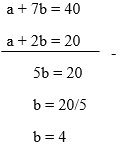 a + 7b = 40
a + 2b = 20
-
5b = 20
b = 20/5
b = 4